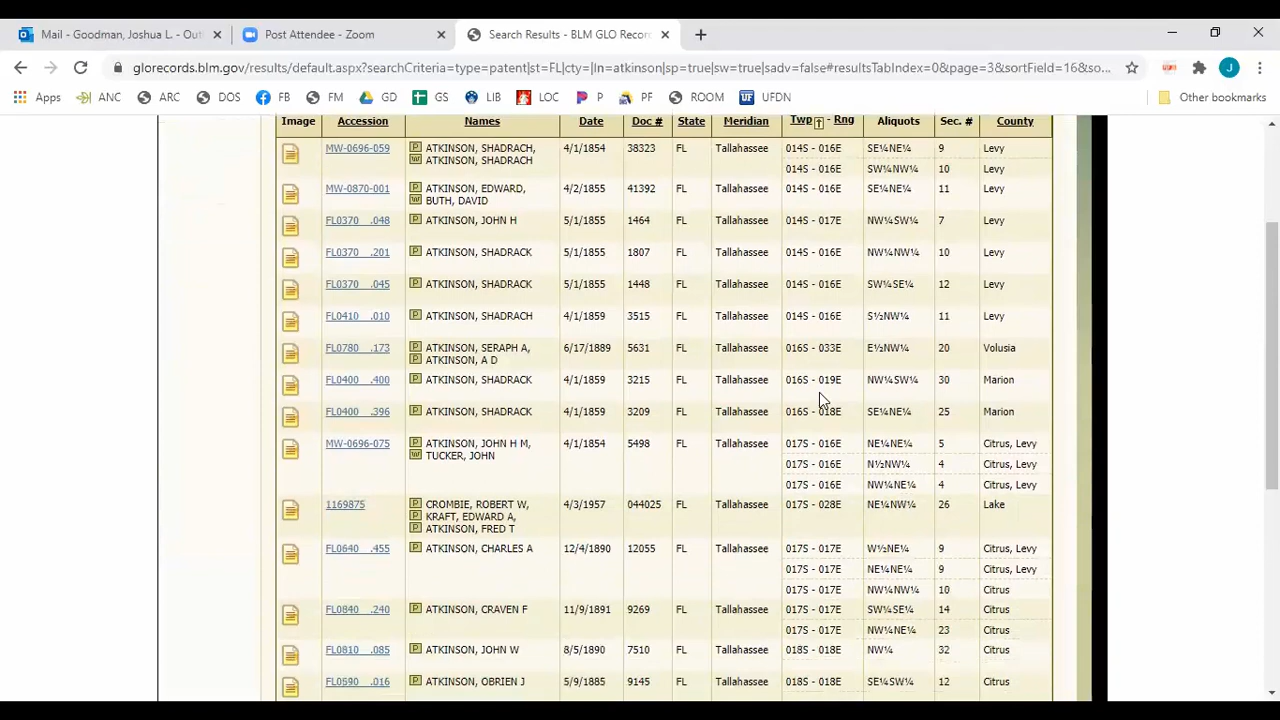 Mail - Goodman, Joshua L. - Out
Post Attendee - Zoom
Search Results - BLM GLO Recor
glorecords.blm.gov/results/default.aspx?searchCriteria=type=patent|st=FL|cty=|ln=atkinson|sp=true|sw=true|sadv=false#resultsTabIndex=0&page=3&sortField=16&so...
J
Apps ANC ARC DOS FB FM GD GS LIB LOC P PF ROOM UFDN Other bookmarks
Image Accession Names Date Doc # State Meridian Twp - Rng Aliquots Sec. # County
MW-0696-059 P ATKINSON, SHADRACH, 4/1/1854 38323 FL Tallahassee 014S - 016E SE¼NE¼ 9 Levy
W ATKINSON, SHADRACH 014S - 016E SW¼NW¼ 10 Levy
MW-0870-001 P ATKINSON, EDWARD, 4/2/1855 41392 FL Tallahassee 014S - 016E SE¼NE¼ 11 Levy
W BUTH, DAVID
FL0370 .048 P ATKINSON, JOHN H 5/1/1855 1464 FL Tallahassee 014S - 017E NW¼SW¼ 7 Levy
FL0370 .201 P ATKINSON, SHADRACK 5/1/1855 1807 FL Tallahassee 014S - 016E NW¼NW¼ 10 Levy
FL0370 .045 P ATKINSON, SHADRACK 5/1/1855 1448 FL Tallahassee 014S - 016E SW¼SE¼ 12 Levy
FL0410 .010 P ATKINSON, SHADRACH 4/1/1859 3515 FL Tallahassee 014S - 016E S½NW¼ 11 Levy
FL0780 .173 P ATKINSON, SERAPH A, 6/17/1889 5631 FL Tallahassee 016S - 033E E½NW¼ 20 Volusia
P ATKINSON, A D
FL0400 .400 P ATKINSON, SHADRACK 4/1/1859 3215 FL Tallahassee 016S - 019E NW¼SW¼ 30 Marion
FL0400 .396 P ATKINSON, SHADRACK 4/1/1859 3209 FL Tallahassee 016S - 018E SE¼NE¼ 25 Marion
MW-0696-075 P ATKINSON, JOHN H M, 4/1/1854 5498 FL Tallahassee 017S - 016E NE¼NE¼ 5 Citrus, Levy
W TUCKER, JOHN 017S - 016E N½NW¼ 4 Citrus, Levy
017S - 016E NW¼NE¼ 4 Citrus, Levy
1169875 P CROMBIE, ROBERT W, 4/3/1957 044025 FL Tallahassee 017S - 028E NE¼NW¼ 26 Lake
P KRAFT, EDWARD A,
P ATKINSON, FRED T
FL0640 .455 P ATKINSON, CHARLES A 12/4/1890 12055 FL Tallahassee 017S - 017E W½NE¼ 9 Citrus, Levy
017S - 017E NE¼NE¼ 9 Citrus, Levy
017S - 017E NW¼NW¼ 10 Citrus
FL0840 .240 P ATKINSON, CRAVEN F 11/9/1891 9269 FL Tallahassee 017S - 017E SW¼SE¼ 14 Citrus
017S - 017E NW¼NE¼ 23 Citrus
FL0810 .085 P ATKINSON, JOHN W 8/5/1890 7510 FL Tallahassee 018S - 018E NW¼ 32 Citrus
FL0590 .016 P ATKINSON, OBRIEN J 5/9/1885 9145 FL Tallahassee 018S - 018E SE¼SW¼ 12 Citrus